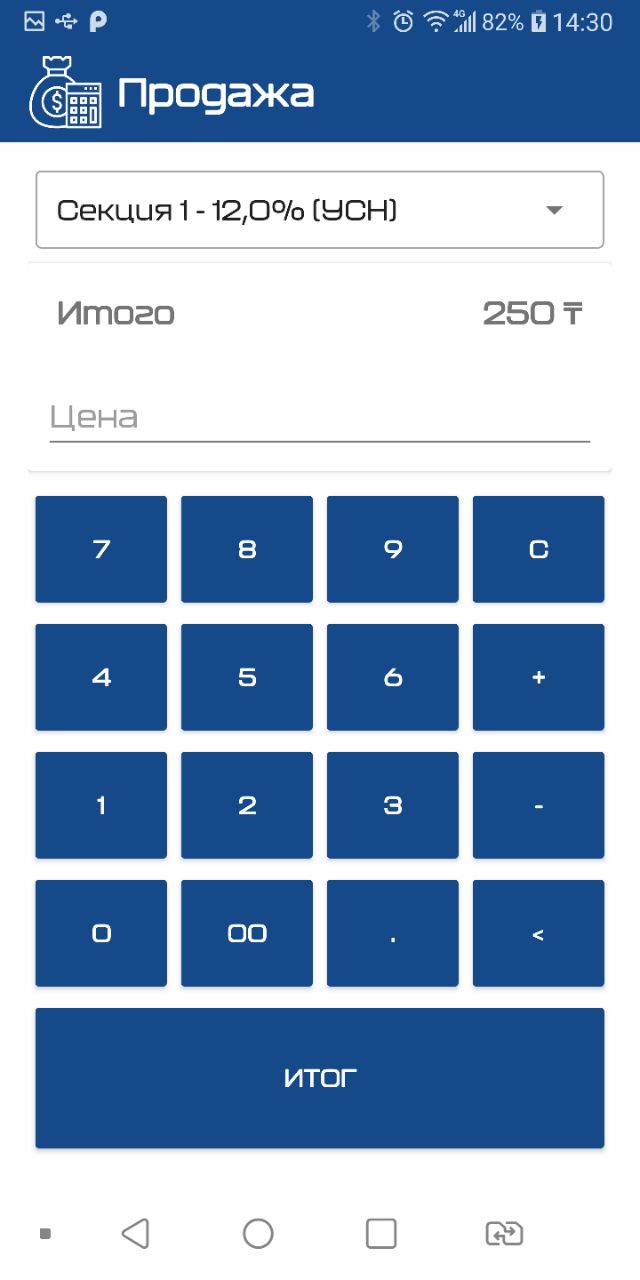 4G 82% 14:30
Продажа
Секция 1 - 12,0% (УСН)
Итого 250 ₸
Цена
7 8 9 C
4 5 6 +
1 2 3 -
0 00 . <
ИТОГ